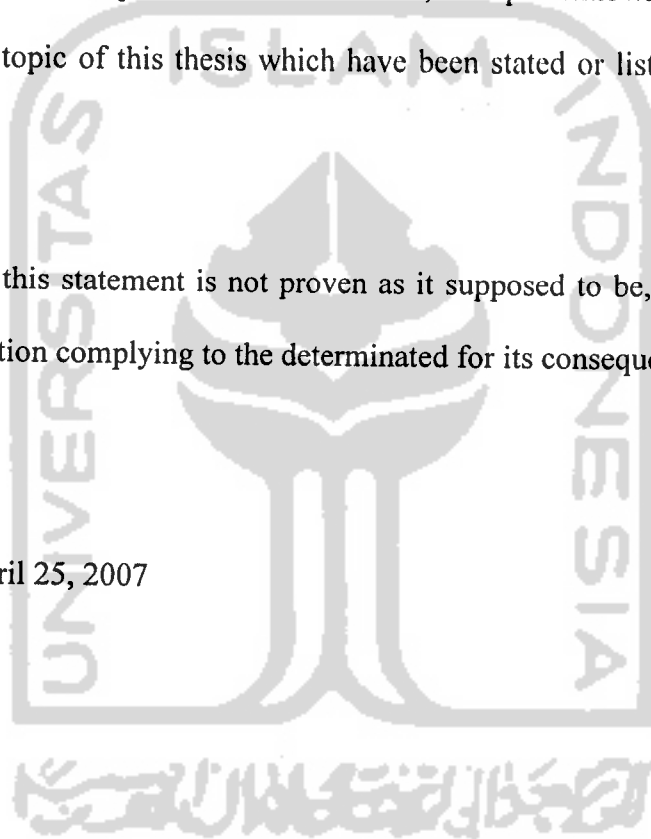 topic of this thesis which have been stated or list
this statement is not proven as it supposed to be,
tion complying to the determinated for its consequ
ril 25, 2007
ISLAM
UNIVERSITAS
INDONESIA